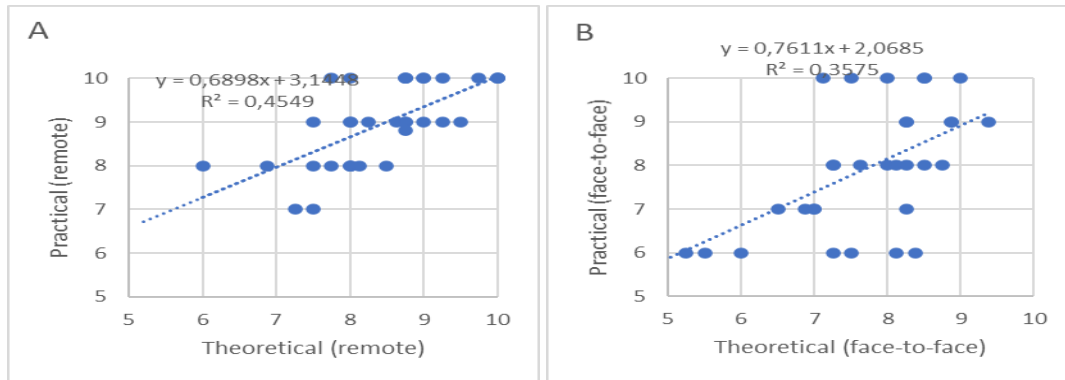 A
y = 0,6898x + 3,1448
R² = 0,4549
10
9
8
7
6
5
Practical (remote)
5 6 7 8 9 10
Theoretical (remote)
B
y = 0,7611x + 2,0685
R² = 0,3575
10
9
8
7
6
5
Practical (face-to-face)
5 6 7 8 9 10
Theoretical (face-to-face)